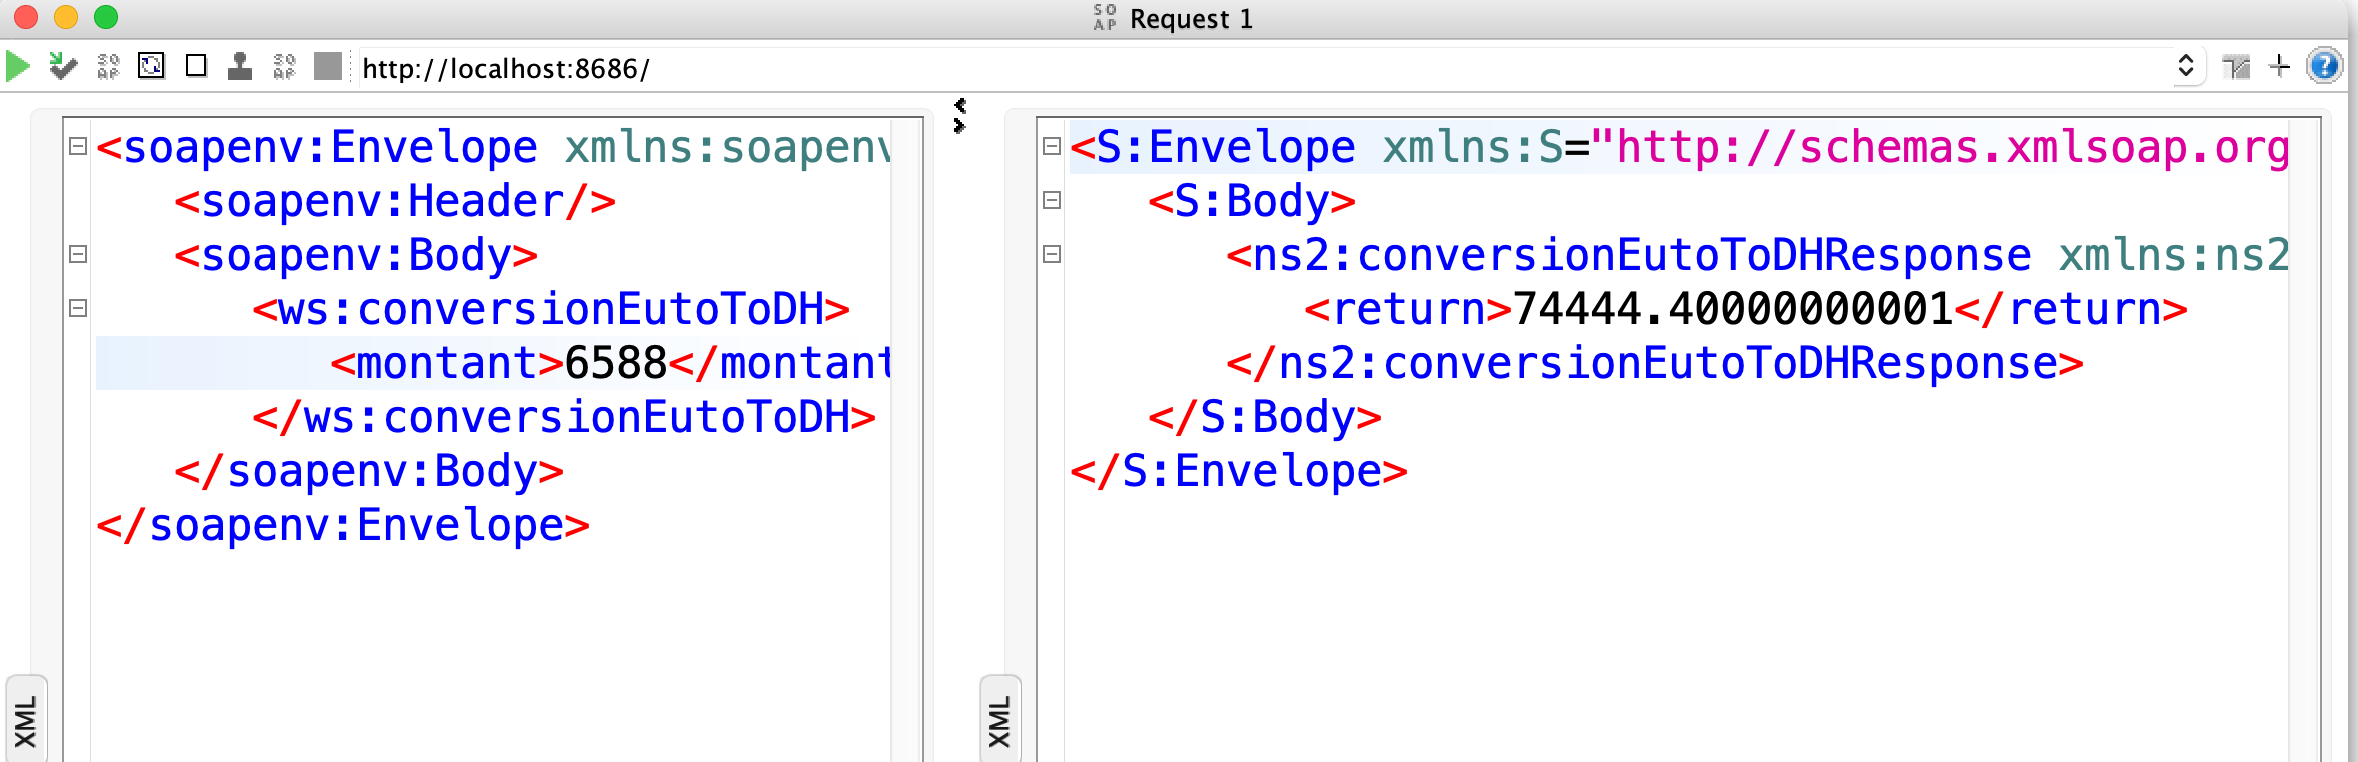 SO
AP
Request 1
http://localhost:8686/
<soapenv:Envelope xmlns:soapenv
<soapenv:Header/>
<soapenv:Body>
<ws:conversionEutoToDH>
<montant>6588</montant
</ws:conversionEutoToDH>
</soapenv:Body>
</soapenv:Envelope>
XML
<S:Envelope xmlns:S="http://schemas.xmlsoap.org
<S:Body>
<ns2:conversionEutoToDHResponse xmlns:ns2
<return>74444.40000000001</return>
</ns2:conversionEutoToDHResponse>
</S:Body>
</S:Envelope>
XML